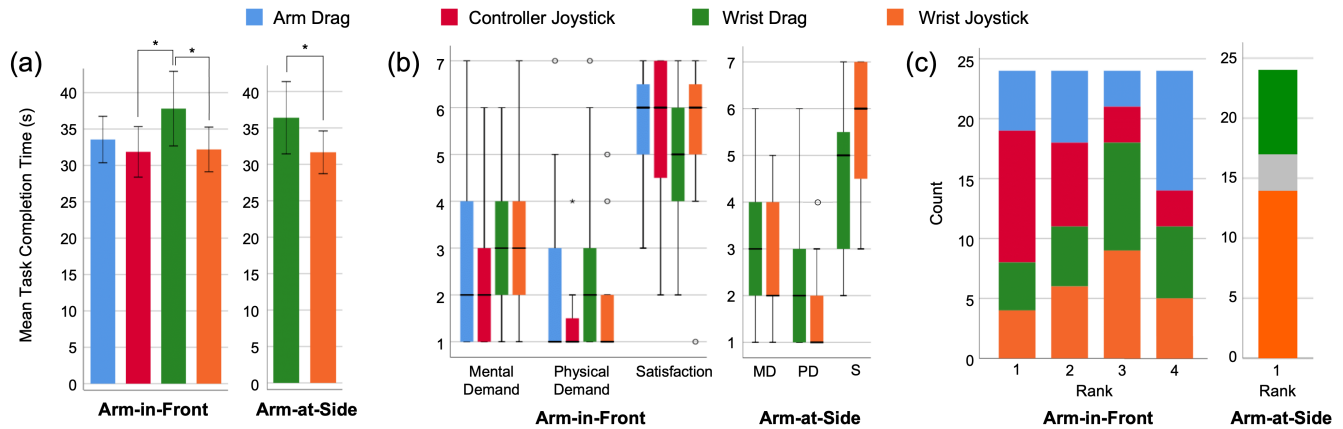 Arm Drag Controller Joystick Wrist Drag Wrist Joystick
(a)
Mean Task Completion Time (s)
40
35
30
25
20
15
10
5
0
* *
Arm-in-Front
40
35
30
25
20
15
10
5
0
*
Arm-at-Side
(b)
7
6
5
4
3
2
1
*
Mental Demand
Physical Demand
Satisfaction
Arm-in-Front
7
6
5
4
3
2
1
MD PD S
Arm-at-Side
(c)
Count
25
20
15
10
5
0
1 2 3 4
Rank
Arm-in-Front
25
20
15
10
5
0
1
Rank
Arm-at-Side